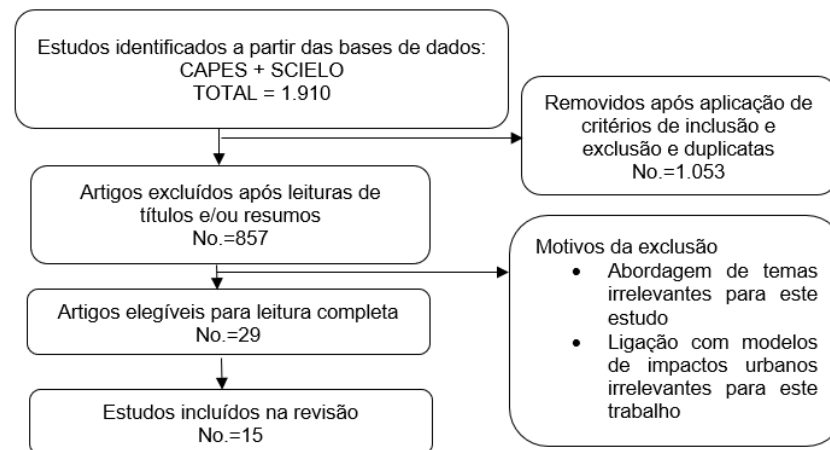 Estudos identificados a partir das bases de dados:
CAPES + SCIELO
TOTAL = 1.910
Removidos após aplicação de
critérios de inclusão e
exclusão e duplicatas
No.=1.053
Artigos excluídos após leituras de
títulos e/ou resumos
No.=857
Motivos da exclusão
• Abordagem de temas
irrelevantes para este
estudo
• Ligação com modelos
de impactos urbanos
irrelevantes para este
trabalho
Artigos elegíveis para leitura completa
No.=29
Estudos incluídos na revisão
No.=15